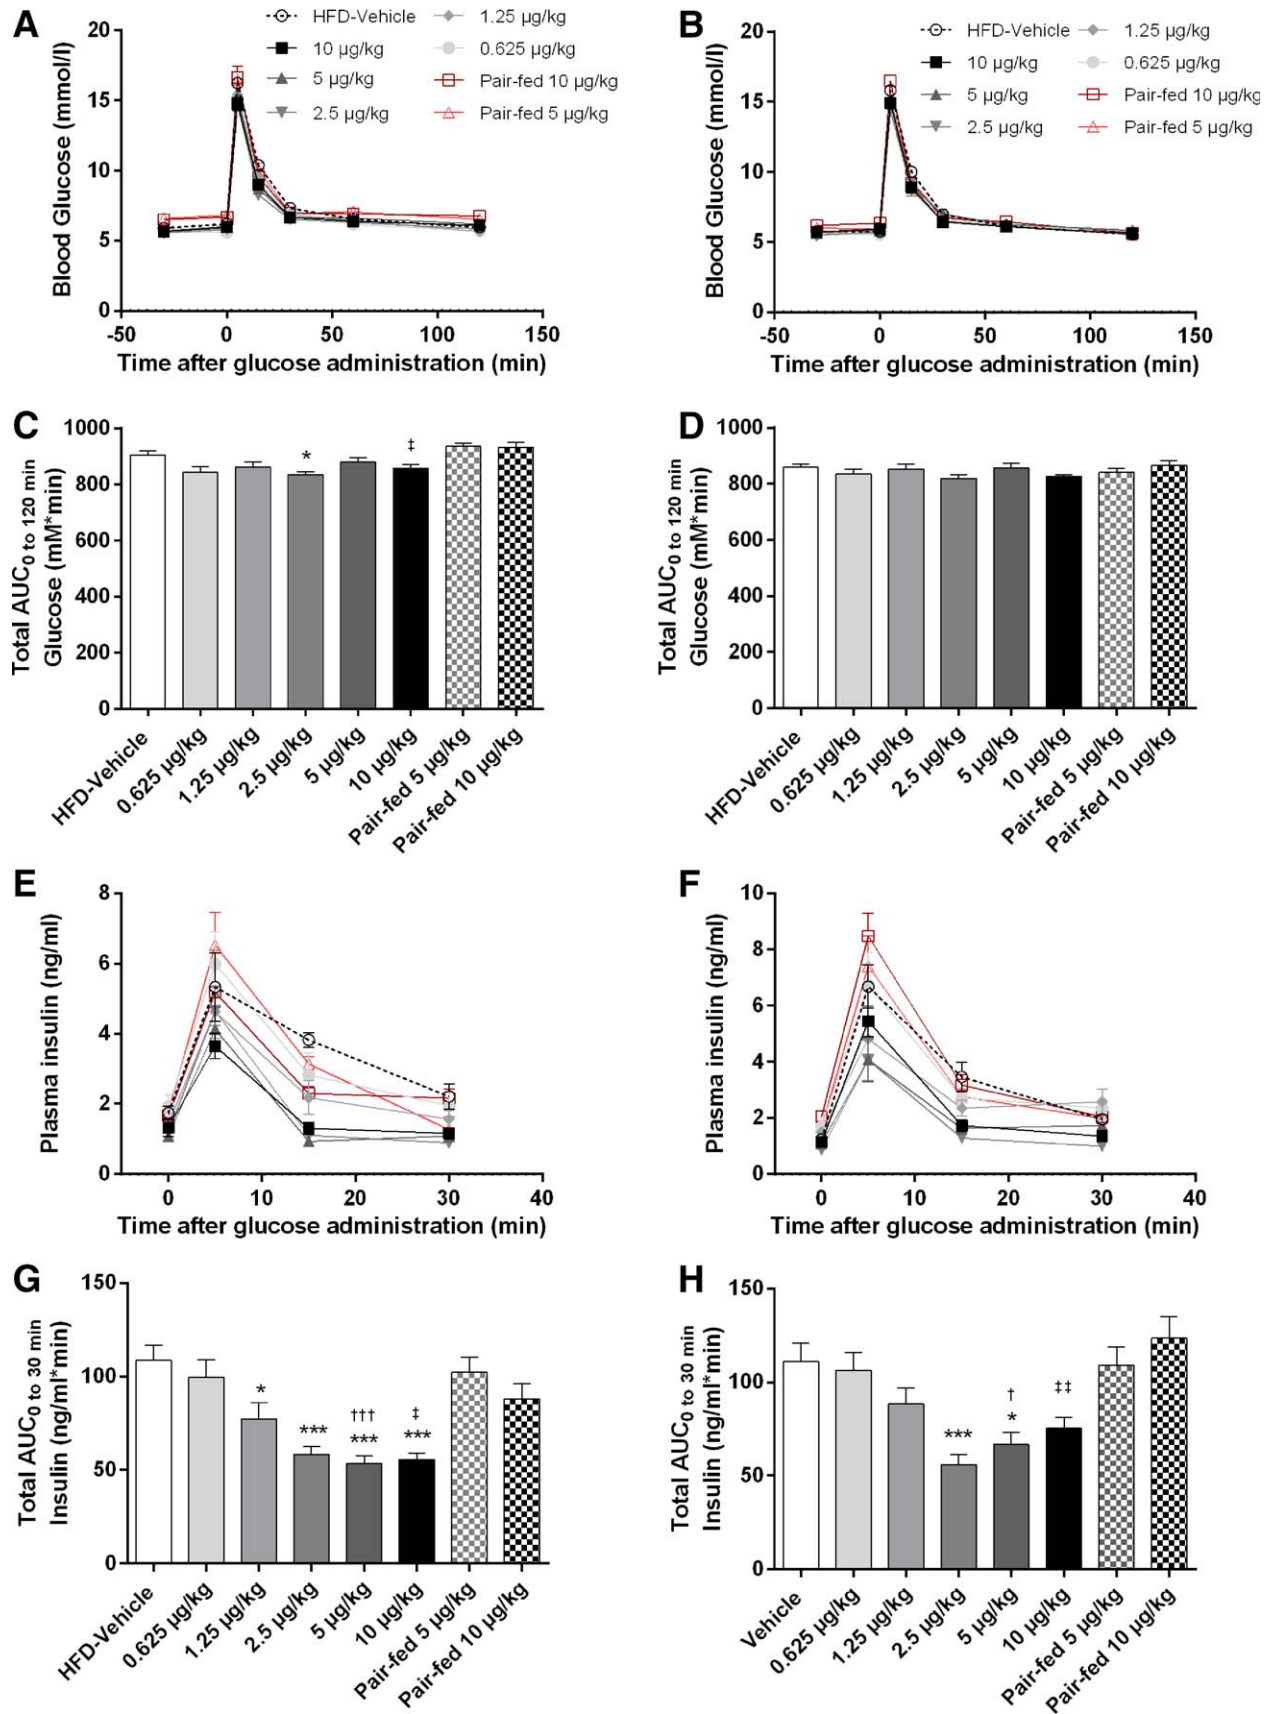 A
HFD-Vehicle
1.25 µg/kg
10 µg/kg
0.625 µg/kg
5 µg/kg
Pair-fed 10 µg/kg
2.5 µg/kg
Pair-fed 5 µg/kg
Blood Glucose (mmol/l)
20
15
10
5
0
-50
0
50
100
150
Time after glucose administration (min)
B
HFD-Vehicle
1.25 µg/kg
10 µg/kg
0.625 µg/kg
5 µg/kg
Pair-fed 10 µg/kg
2.5 µg/kg
Pair-fed 5 µg/kg
Blood Glucose (mmol/l)
20
15
10
5
0
-50
0
50
100
150
Time after glucose administration (min)
C
Total AUC0 to 120 min
Glucose (mM*min)
1000
800
600
400
200
0
*
‡
HFD-Vehicle
0.625 µg/kg
1.25 µg/kg
2.5 µg/kg
5 µg/kg
10 µg/kg
Pair-fed 5 µg/kg
Pair-fed 10 µg/kg
D
Total AUC0 to 120 min
Glucose (mM*min)
1000
800
600
400
200
0
HFD-Vehicle
0.625 µg/kg
1.25 µg/kg
2.5 µg/kg
5 µg/kg
10 µg/kg
Pair-fed 5 µg/kg
Pair-fed 10 µg/kg
E
Plasma insulin (ng/ml)
8
6
4
2
0
0
10
20
30
40
Time after glucose administration (min)
F
Plasma insulin (ng/ml)
10
8
6
4
2
0
0
10
20
30
40
Time after glucose administration (min)
G
Total AUC0 to 30 min
Insulin (ng/ml*min)
150
100
50
0
*
***
†††
***
‡
***
HFD-Vehicle
0.625 µg/kg
1.25 µg/kg
2.5 µg/kg
5 µg/kg
10 µg/kg
Pair-fed 5 µg/kg
Pair-fed 10 µg/kg
H
Total AUC0 to 30 min
Insulin (ng/ml*min)
150
100
50
0
***
†
*
‡‡
Vehicle
0.625 µg/kg
1.25 µg/kg
2.5 µg/kg
5 µg/kg
10 µg/kg
Pair-fed 5 µg/kg
Pair-fed 10 µg/kg